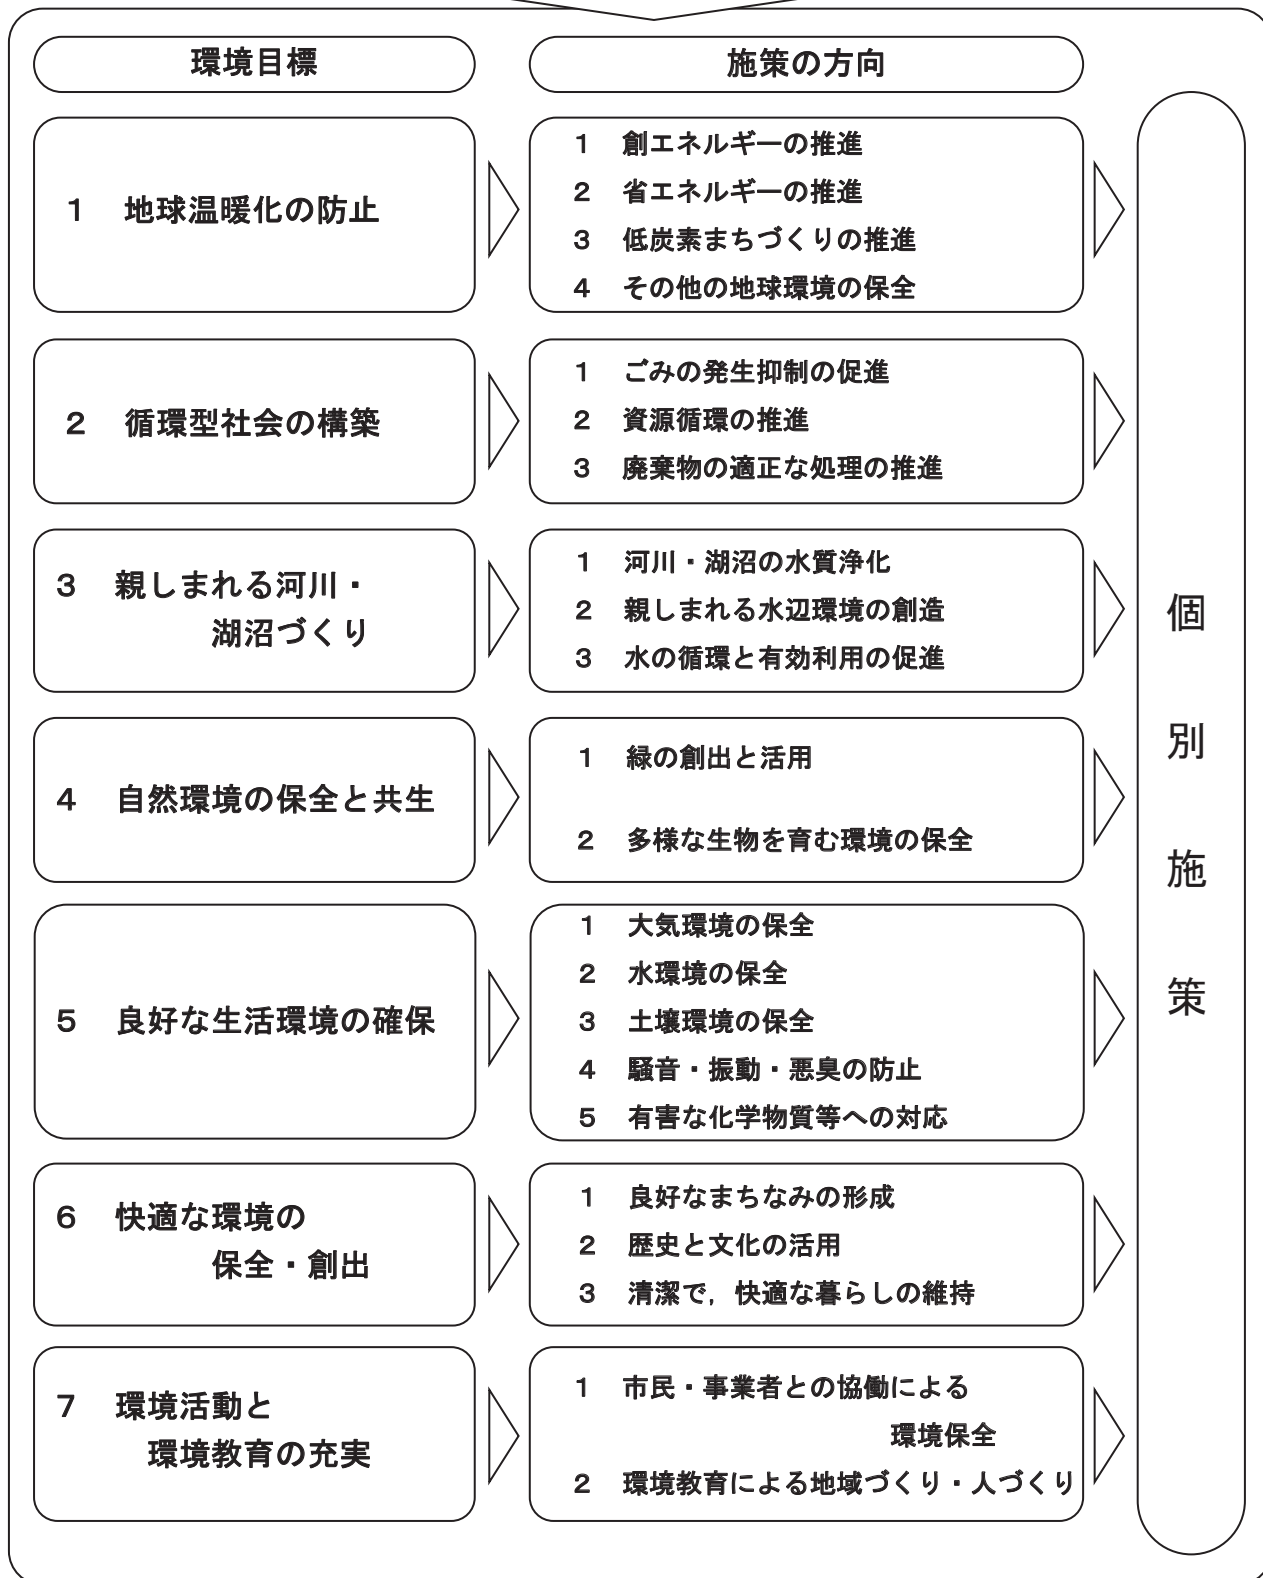 環境目標
施策の方向
1 地球温暖化の防止
1 創エネルギーの推進
2 省エネルギーの推進
3 低炭素まちづくりの推進
4 その他の地球環境の保全
2 循環型社会の構築
1 ごみの発生抑制の促進
2 資源循環の推進
3 廃棄物の適正な処理の推進
3 親しまれる河川・
湖沼づくり
1 河川・湖沼の水質浄化
2 親しまれる水辺環境の創造
3 水の循環と有効利用の促進
4 自然環境の保全と共生
1 緑の創出と活用
2 多様な生物を育む環境の保全
5 良好な生活環境の確保
1 大気環境の保全
2 水環境の保全
3 土壌環境の保全
4 騒音・振動・悪臭の防止
5 有害な化学物質等への対応
6 快適な環境の
保全・創出
1 良好なまちなみの形成
2 歴史と文化の活用
3 清潔で，快適な暮らしの維持
7 環境活動と
環境教育の充実
1 市民・事業者との協働による
環境保全
2 環境教育による地域づくり・人づくり
個別施策